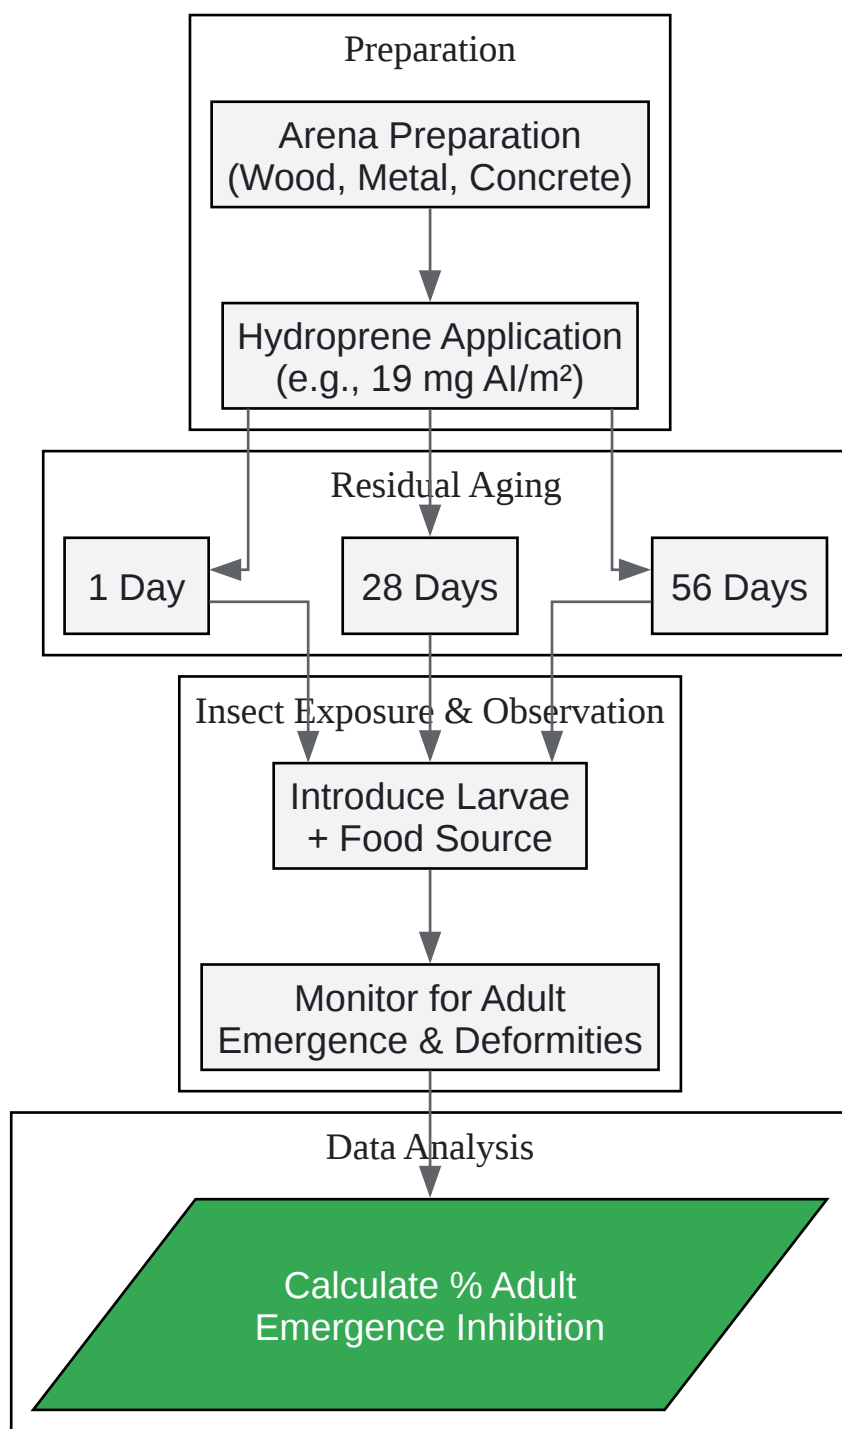 Preparation
Arena Preparation
(Wood, Metal, Concrete)
Hydroprene Application
(e.g., 19 mg AI/m²)
Residual Aging
1 Day
28 Days
56 Days
Insect Exposure & Observation
Introduce Larvae
+ Food Source
Monitor for Adult
Emergence & Deformities
Data Analysis
Calculate % Adult
Emergence Inhibition